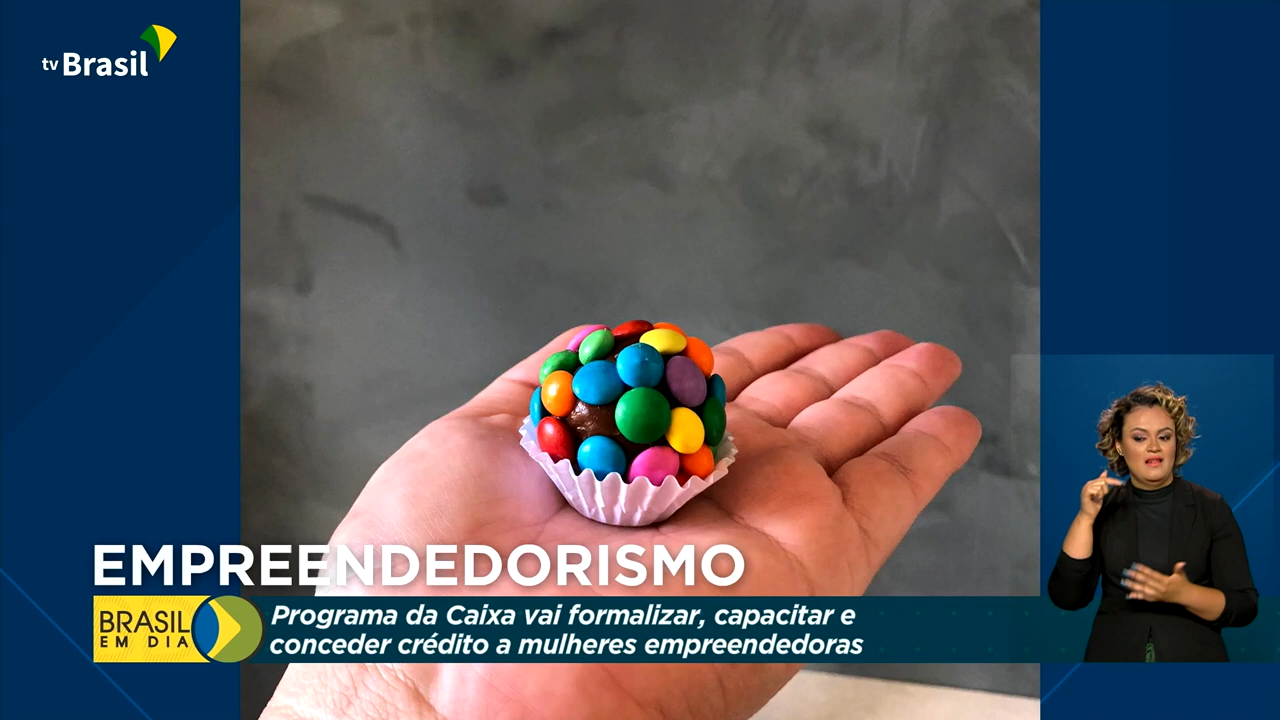 tv Brasil
EMPREENDEDORISMO
BRASIL
EM DIA
Programa da Caixa vai formalizar, capacitar e
conceder crédito a mulheres empreendedoras